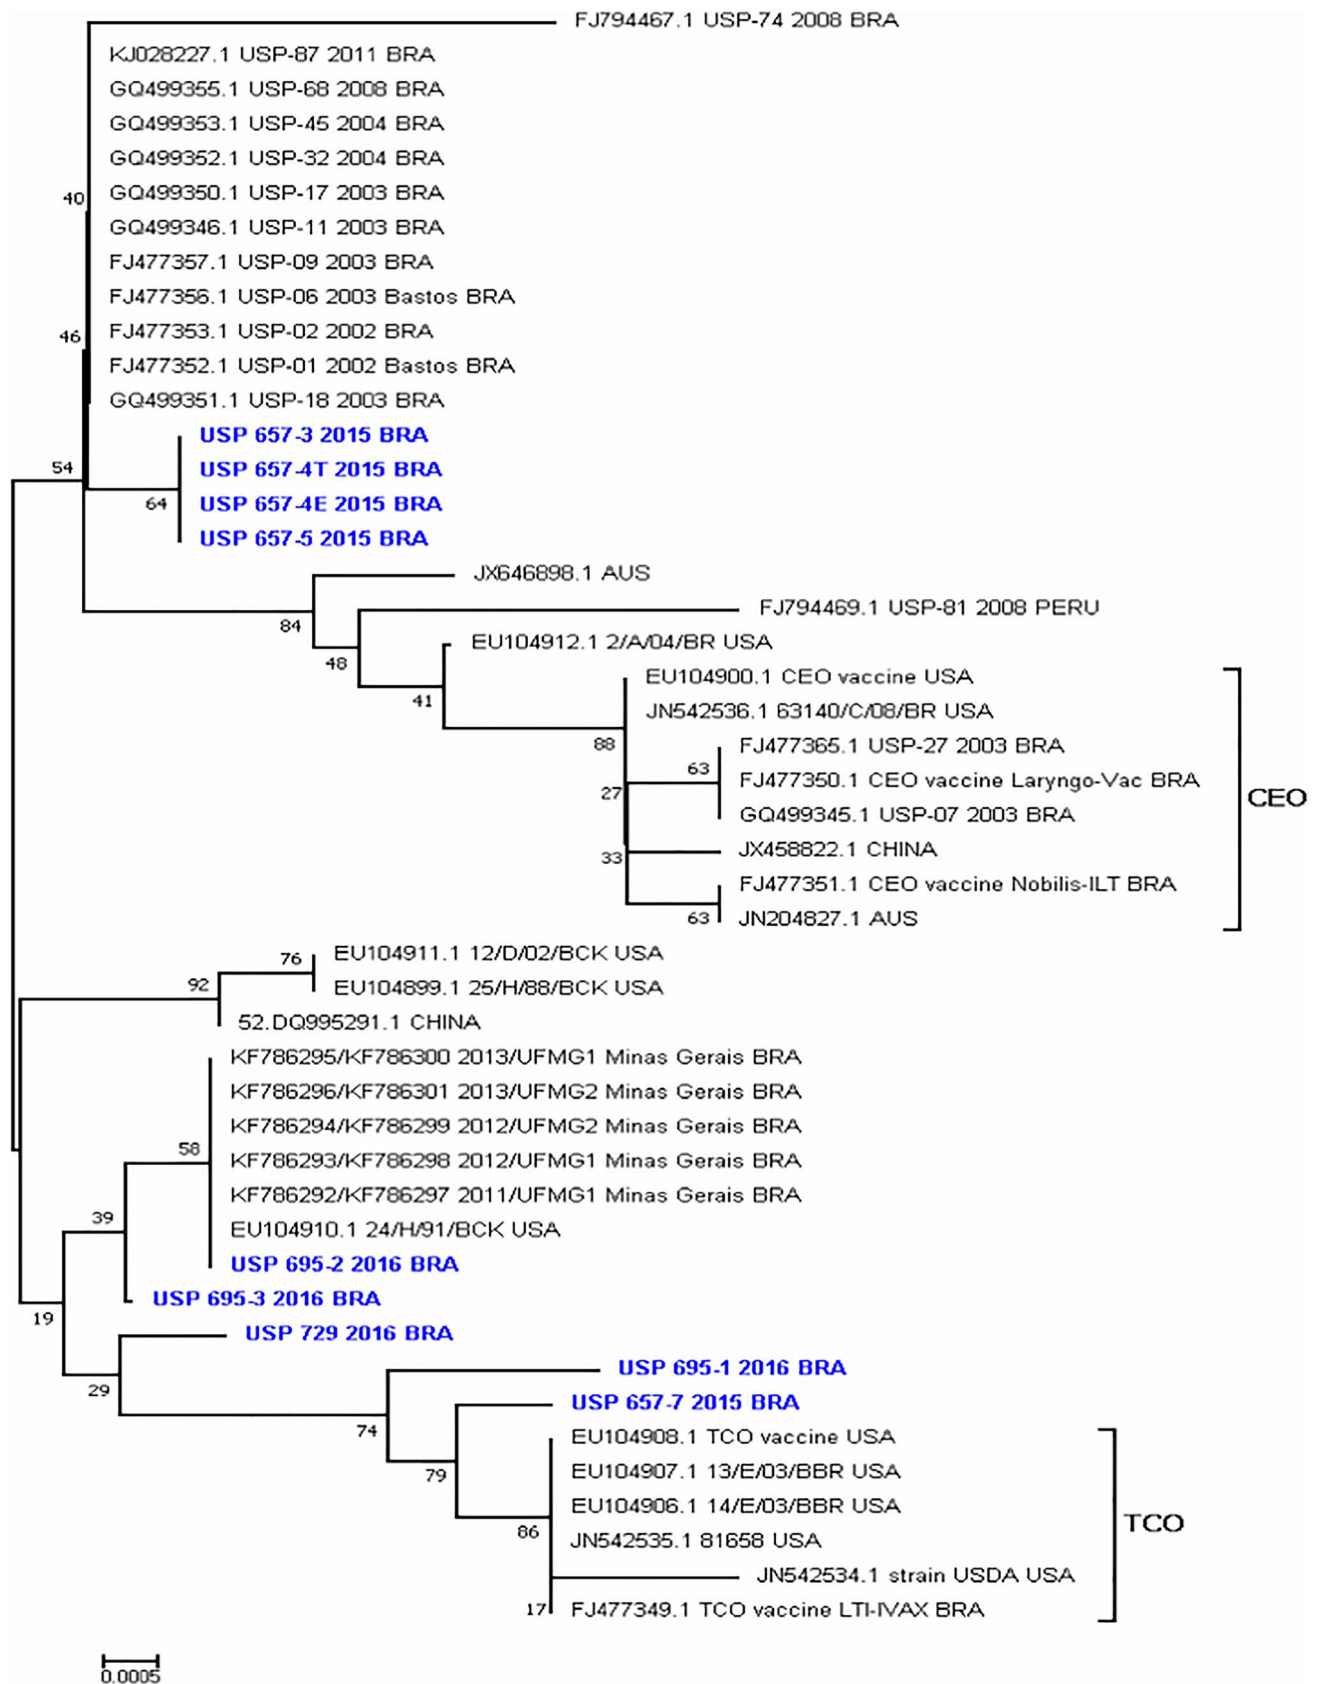 FJ794467.1 USP-74 2008 BRA
KJ028227.1 USP-87 2011 BRA
GQ499355.1 USP-68 2008 BRA
GQ499353.1 USP-45 2004 BRA
GQ499352.1 USP-32 2004 BRA
GQ499350.1 USP-17 2003 BRA
40
GQ499346.1 USP-11 2003 BRA
FJ477357.1 USP-09 2003 BRA
FJ477356.1 USP-06 2003 Bastos BRA
FJ477353.1 USP-02 2002 BRA
46
FJ477352.1 USP-01 2002 Bastos BRA
GQ499351.1 USP-18 2003 BRA
USP 657-3 2015 BRA
USP 657-4T 2015 BRA
54
USP 657-4E 2015 BRA
64
USP 657-5 2015 BRA
JX646898.1 AUS
FJ794469.1 USP-81 2008 PERU
84
EU104912.1 2/A/04/BR USA
48
EU104900.1 CEO vaccine USA
41
JN542536.1 63140/C/08/BR USA
88
FJ477365.1 USP-27 2003 BRA
63
FJ477350.1 CEO vaccine Laryngo-Vac BRA
27
CEO
GQ499345.1 USP-07 2003 BRA
JX458822.1 CHINA
33
FJ477351.1 CEO vaccine Nobilis-ILT BRA
63
JN204827.1 AUS
EU104911.1 12/D/02/BCK USA
76
92
EU104899.1 25/H/88/BCK USA
52.DQ995291.1 CHINA
KF786295/KF786300 2013/UFMG1 Minas Gerais BRA
KF786296/KF786301 2013/UFMG2 Minas Gerais BRA
KF786294/KF786299 2012/UFMG2 Minas Gerais BRA
58
KF786293/KF786298 2012/UFMG1 Minas Gerais BRA
KF786292/KF786297 2011/UFMG1 Minas Gerais BRA
39
EU104910.1 24/H/91/BCK USA
USP 695-2 2016 BRA
USP 695-3 2016 BRA
19
USP 729 2016 BRA
USP 695-1 2016 BRA
29
USP 657-7 2015 BRA
74
EU104908.1 TCO vaccine USA
79
EU104907.1 13/E/03/BBR USA
EU104906.1 14/E/03/BBR USA
86
TCO
JN542535.1 81658 USA
JN542534.1 strain USDA USA
17
FJ477349.1 TCO vaccine LTI-IVAX BRA
0.0005